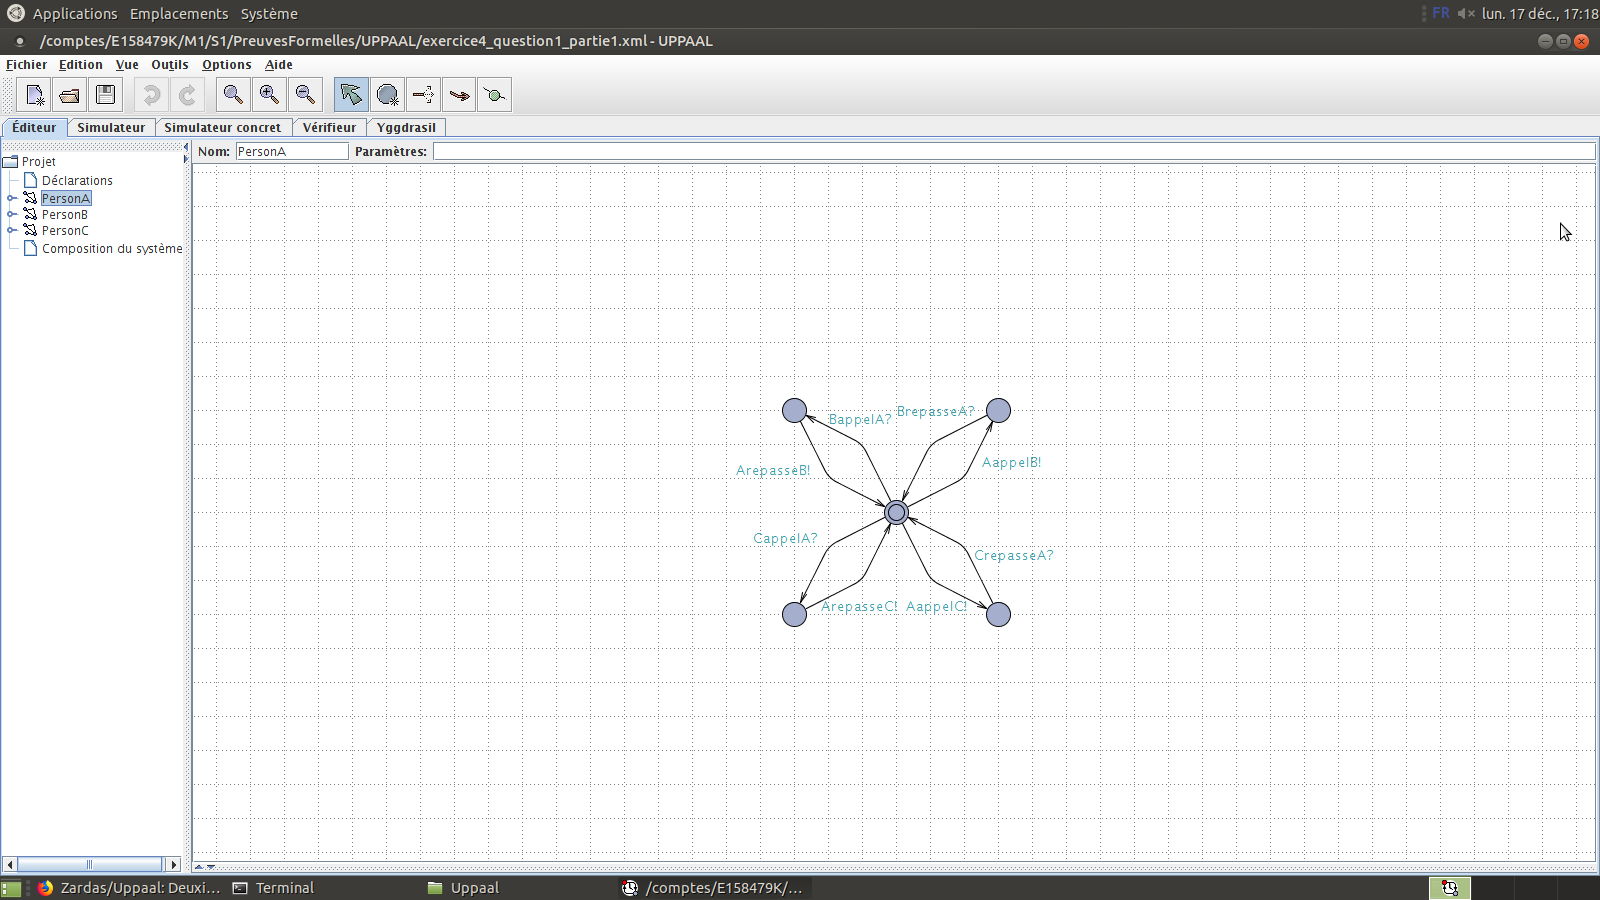 Applications Emplacements Système FR lun. 17 déc., 17:18
/comptes/E158479K/M1/S1/PreuvesFormelles/UPPAAL/exercice4_question1_partie1.xml - UPPAAL
Fichier Edition Vue Outils Options Aide
Éditeur Simulateur Simulateur concret Vérifieur Yggdrasil
Nom: PersonA Paramètres:
Projet
Déclarations
PersonA
PersonB
PersonC
Composition du système
BappelA? BrepasseA?
ArepasseB! AappelB!
CappelA? CrepasseA?
ArepasseC! AappelC!
Zardas/Uppaal: Deuxi... Terminal Uppaal /comptes/E158479K/...